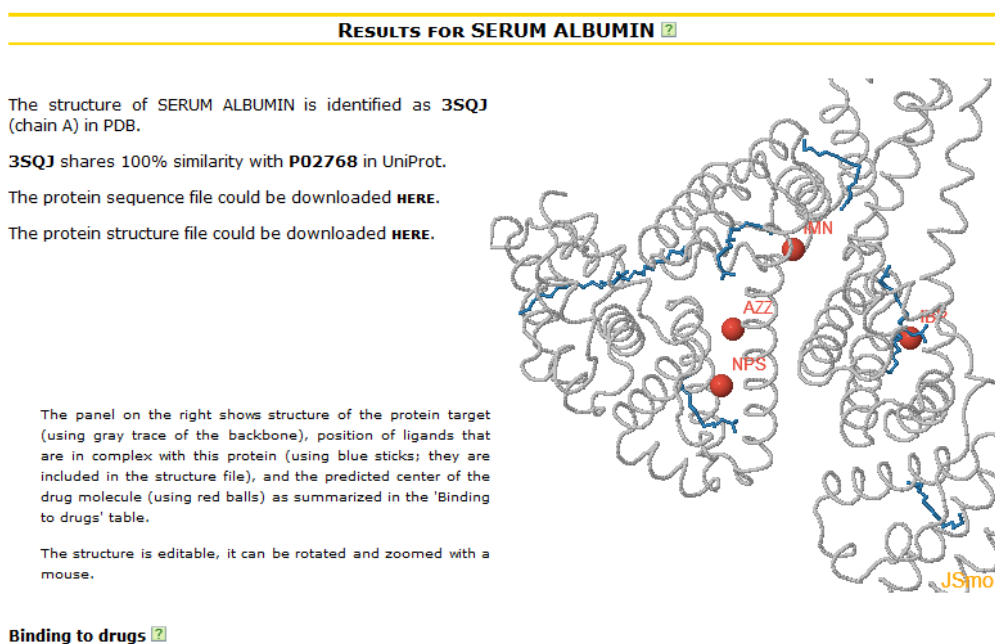 RESULTS FOR SERUM ALBUMIN ?
The structure of SERUM ALBUMIN is identified as 3SQJ
(chain A) in PDB.
3SQJ shares 100% similarity with P02768 in UniProt.
The protein sequence file could be downloaded HERE.
The protein structure file could be downloaded HERE.
IMN
AZZ
NPS
The panel on the right shows structure of the protein target
(using gray trace of the backbone), position of ligands that
are in complex with this protein (using blue sticks; they are
included in the structure file), and the predicted center of the
drug molecule (using red balls) as summarized in the 'Binding
to drugs' table.
The structure is editable, it can be rotated and zoomed with a
mouse.
JSmo
Binding to drugs ?